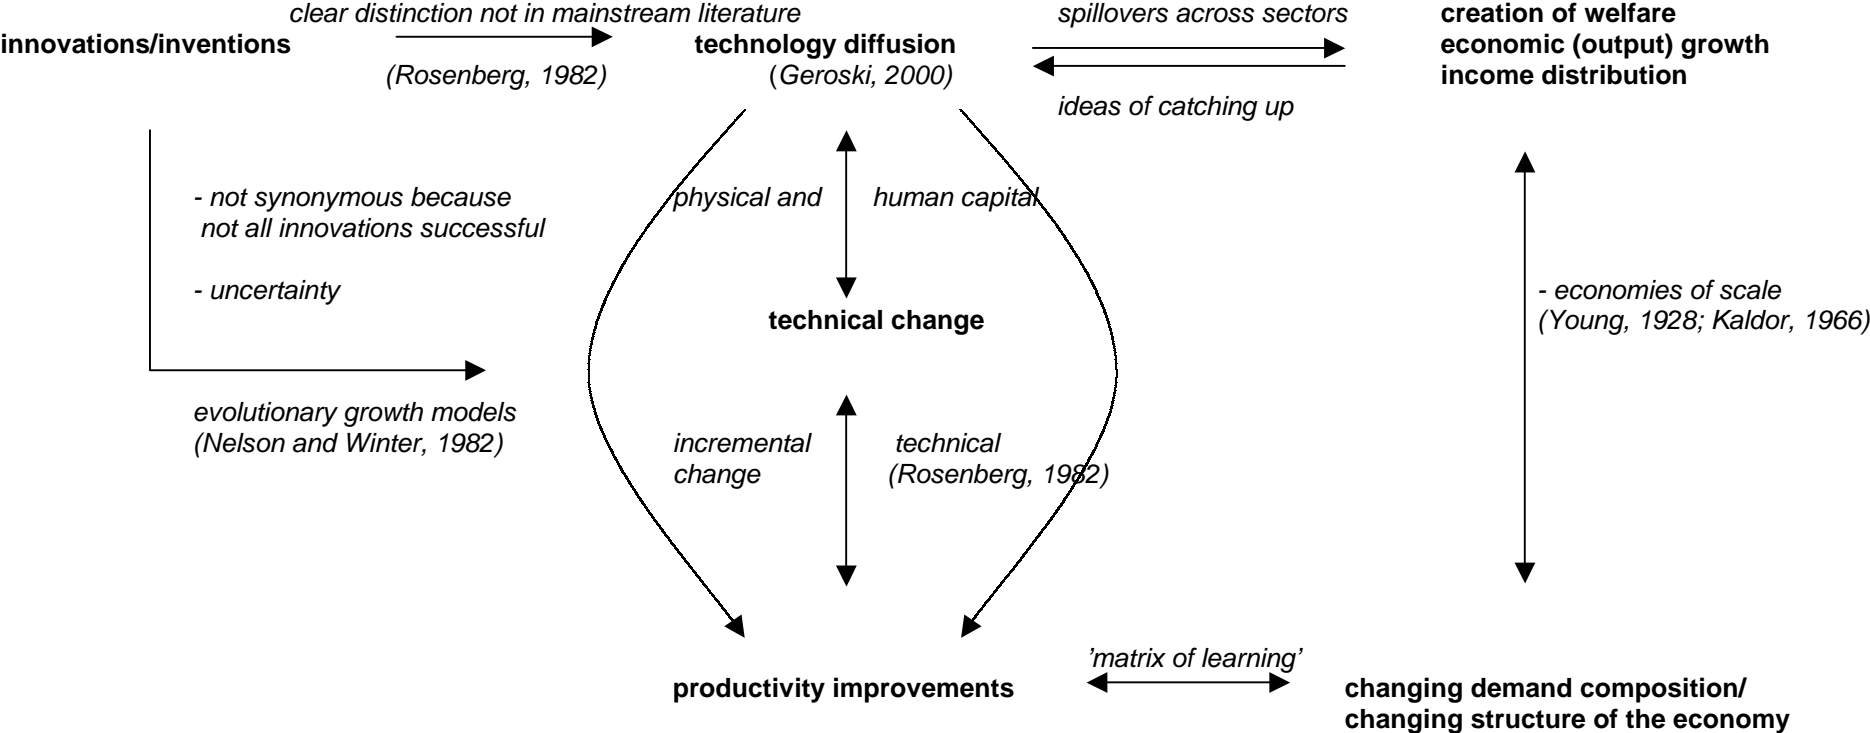 clear distinction not in mainstream literature
innovations/inventions
(Rosenberg, 1982)
technology diffusion
(Geroski, 2000)
spillovers across sectors
ideas of catching up
creation of welfare
economic (output) growth
income distribution
- not synonymous because
not all innovations successful
- uncertainty
evolutionary growth models
(Nelson and Winter, 1982)
physical and
human capital
technical change
incremental
change
technical
(Rosenberg, 1982)
- economies of scale
(Young, 1928; Kaldor, 1966)
productivity improvements
’matrix of learning’
changing demand composition/
changing structure of the economy